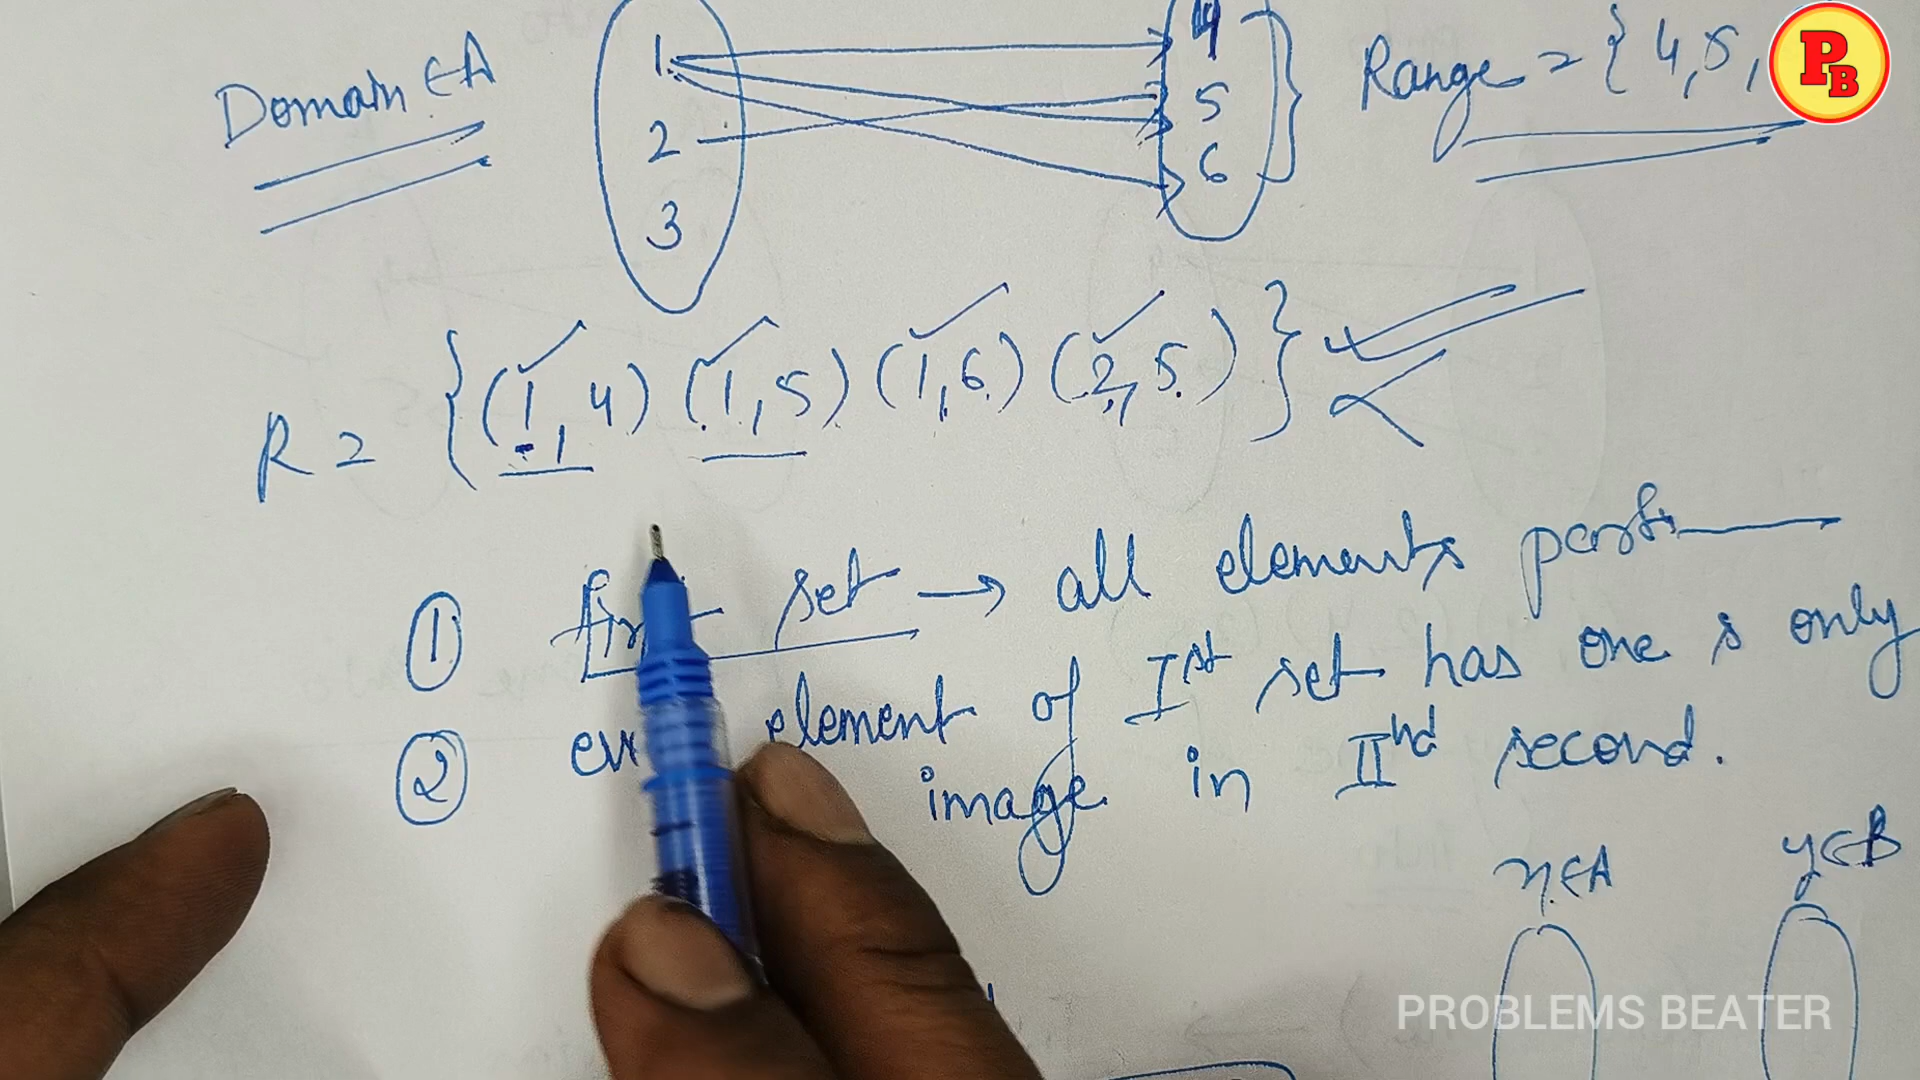 Domain ∈ A
1
2
3
4
5
6
Range = { 4, 5,
PB
R = { (1, 4) (1, 5) (1, 6) (2, 5) }
① set → all elements
② element of Ist set has one & only
image in IInd second.
x ∈ A
y ∈ B
PROBLEMS BEATER